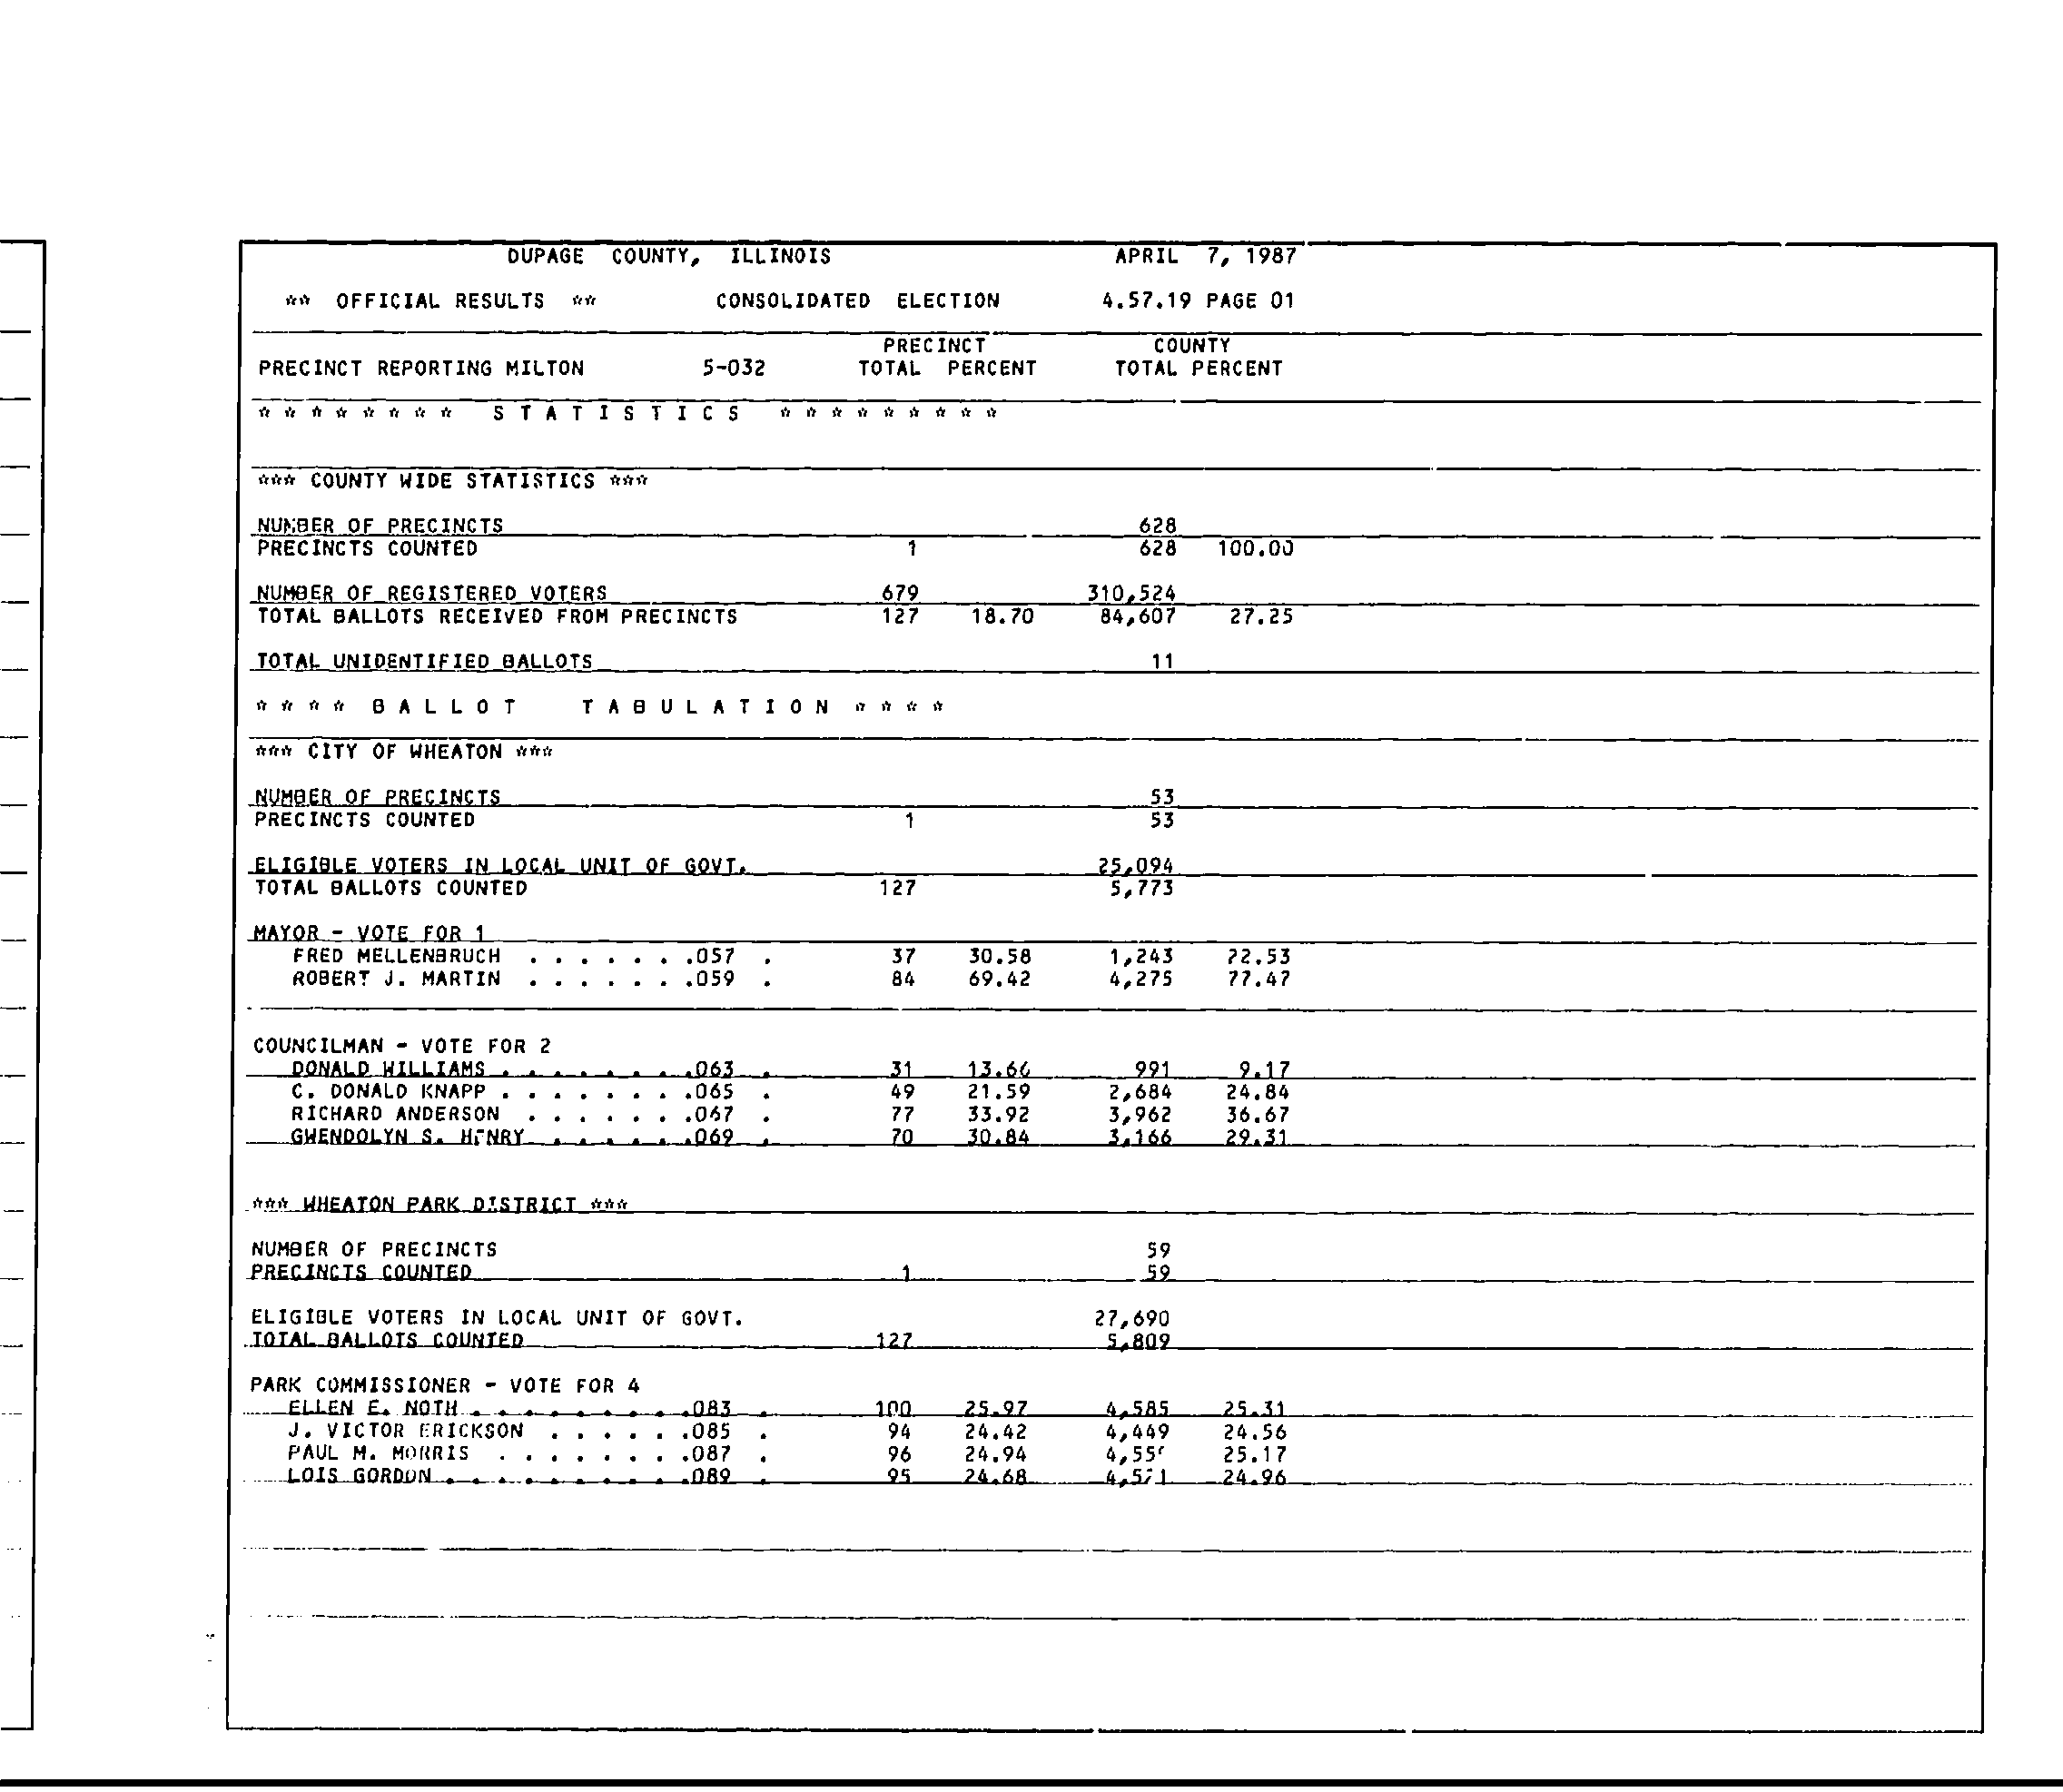 DUPAGE COUNTY, ILLINOIS APRIL 7, 1987
** OFFICIAL RESULTS ** CONSOLIDATED ELECTION 4.57.19 PAGE 01
PRECINCT COUNTY
PRECINCT REPORTING MILTON 5-032 TOTAL PERCENT TOTAL PERCENT
* * * * * * * * S T A T I S T I C S * * * * * * * * *
*** COUNTY WIDE STATISTICS ***
NUMBER OF PRECINCTS 628
PRECINCTS COUNTED 1 628 100.00
NUMBER OF REGISTERED VOTERS 679 310,524
TOTAL BALLOTS RECEIVED FROM PRECINCTS 127 18.70 84,607 27.25
TOTAL UNIDENTIFIED BALLOTS 11
* * * * B A L L O T T A B U L A T I O N * * * *
*** CITY OF WHEATON ***
NUMBER OF PRECINCTS 53
PRECINCTS COUNTED 1 53
ELIGIBLE VOTERS IN LOCAL UNIT OF GOVT. 25,094
TOTAL BALLOTS COUNTED 127 5,773
MAYOR - VOTE FOR 1
FRED MELLENBRUCH . . . . . . .057 . 37 30.58 1,243 22.53
ROBERT J. MARTIN . . . . . . .059 . 84 69.42 4,275 77.47
COUNCILMAN - VOTE FOR 2
DONALD WILLIAMS . . . . . . . .063 . 31 13.66 991 9.17
C. DONALD KNAPP . . . . . . . .065 . 49 21.59 2,684 24.84
RICHARD ANDERSON . . . . . . .067 . 77 33.92 3,962 36.67
GWENDOLYN S. HENRY . . . . . .069 . 70 30.84 3,166 29.31
*** WHEATON PARK DISTRICT ***
NUMBER OF PRECINCTS 59
PRECINCTS COUNTED 1 59
ELIGIBLE VOTERS IN LOCAL UNIT OF GOVT. 27,690
TOTAL BALLOTS COUNTED 127 5,809
PARK COMMISSIONER - VOTE FOR 4
ELLEN E. NOTH . . . . . . . . .083 . 100 25.97 4,585 25.31
J. VICTOR ERICKSON . . . . . .085 . 94 24.42 4,449 24.56
PAUL M. MORRIS . . . . . . . .087 . 96 24.94 25.17
LOIS GORDON . . . . . . . . . .089 . 95 24.68 24.96